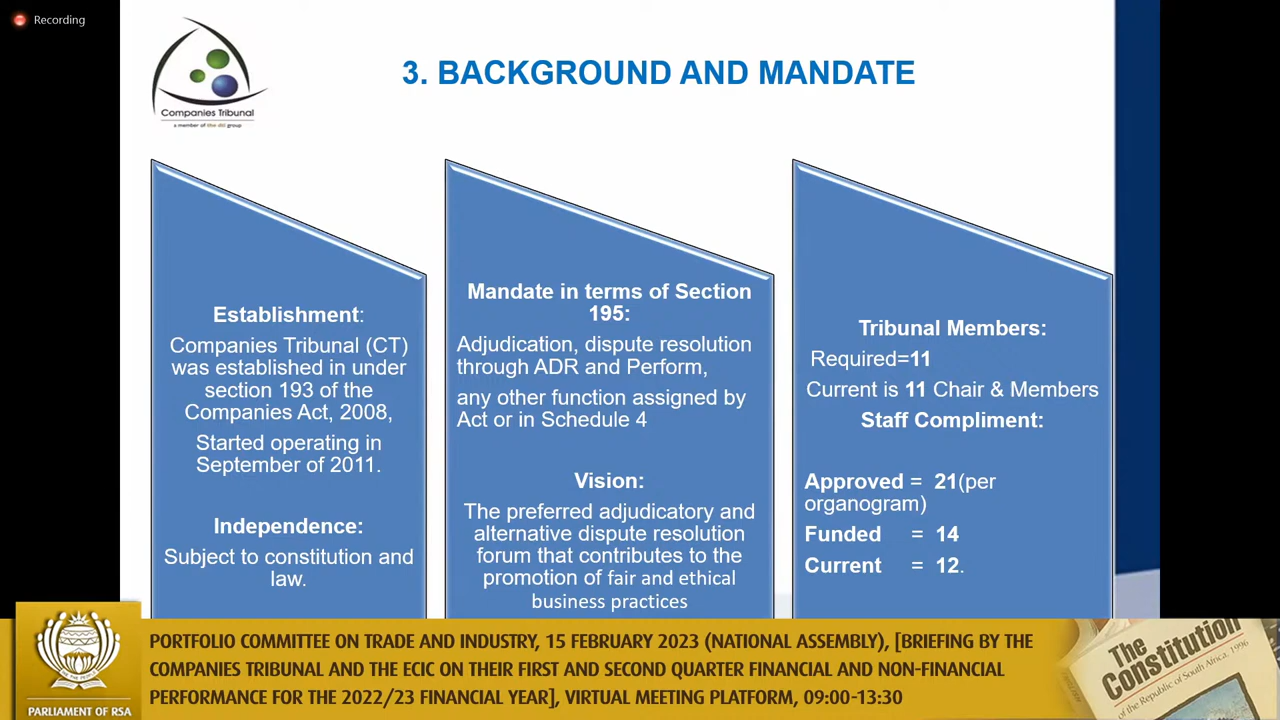 Recording
Companies Tribunal
a member of the dti group
3. BACKGROUND AND MANDATE
Establishment:
Companies Tribunal (CT)
was established in under
section 193 of the
Companies Act, 2008,
Started operating in
September of 2011.
Independence:
Subject to constitution and
law.
Mandate in terms of Section
195:
Adjudication, dispute resolution
through ADR and Perform,
any other function assigned by
Act or in Schedule 4
Vision:
The preferred adjudicatory and
alternative dispute resolution
forum that contributes to the
promotion of fair and ethical
business practices
Tribunal Members:
Required=11
Current is 11 Chair & Members
Staff Compliment:
Approved = 21(per
organogram)
Funded = 14
Current = 12.
PORTFOLIO COMMITTEE ON TRADE AND INDUSTRY, 15 FEBRUARY 2023 (NATIONAL ASSEMBLY), [BRIEFING BY THE
COMPANIES TRIBUNAL AND THE ECIC ON THEIR FIRST AND SECOND QUARTER FINANCIAL AND NON-FINANCIAL
PERFORMANCE FOR THE 2022/23 FINANCIAL YEAR], VIRTUAL MEETING PLATFORM, 09:00-13:30
PARLIAMENT OF RSA
The
Constitution
of the Republic of South Africa, 1996